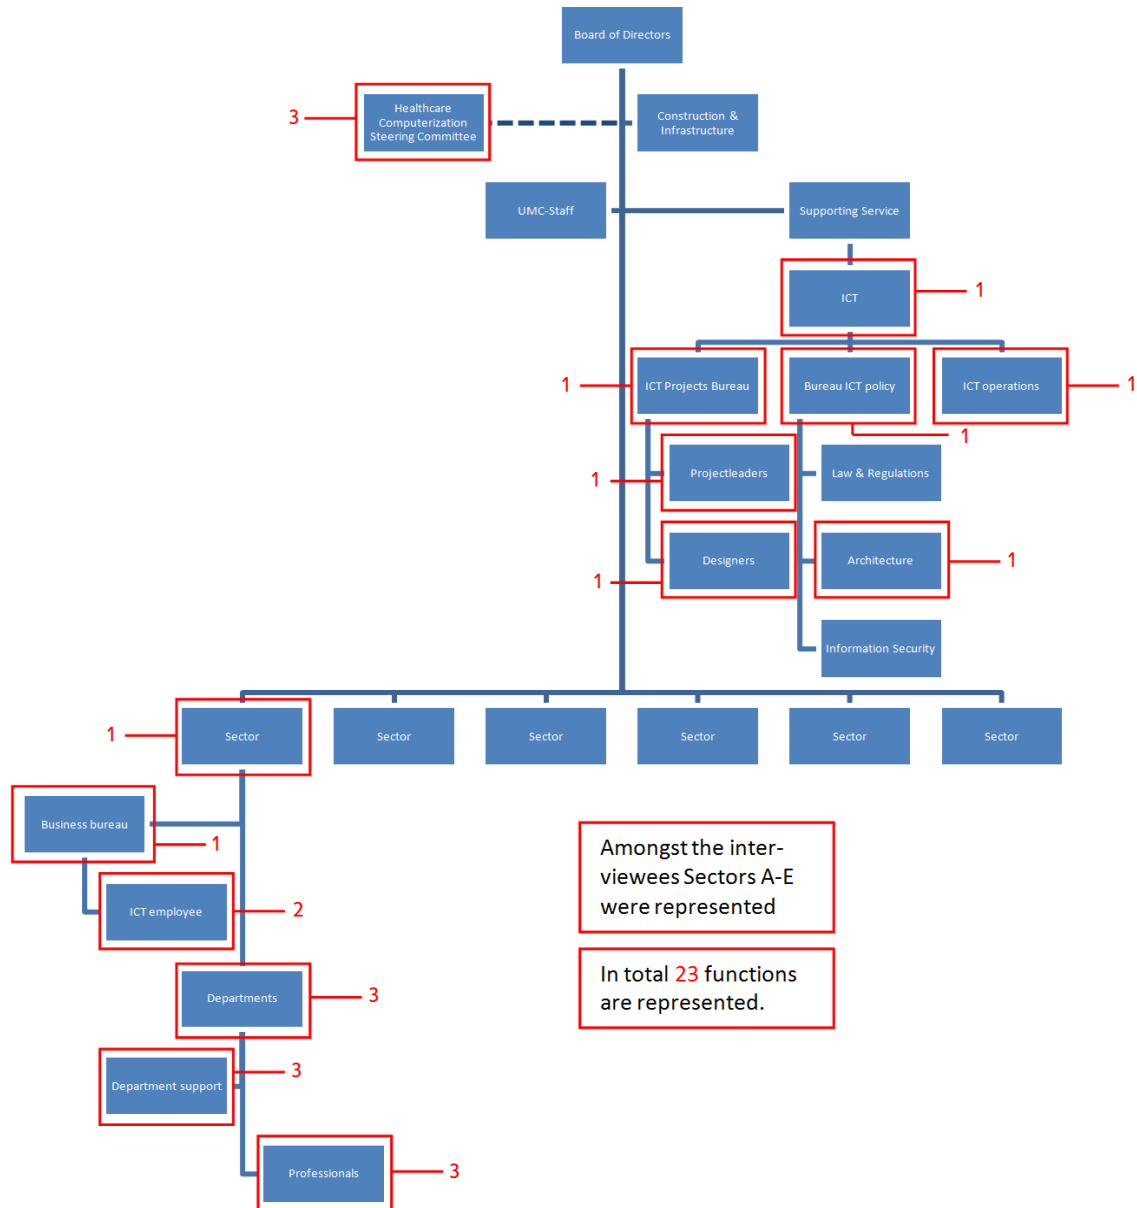 Board of Directors
3
Healthcare
Computerization
Steering Committee
Construction &
Infrastructure
UMC-Staff
Supporting Service
ICT
1
1
ICT Projects Bureau
Bureau ICT policy
ICT operations
1
1
Projectleaders
1
Law & Regulations
Designers
1
Architecture
1
Information Security
1
Sector
Sector
Sector
Sector
Sector
Sector
Business bureau
1
ICT employee
2
Departments
3
Department support
3
Professionals
3
Amongst the inter-
viewees Sectors A-E
were represented
In total 23 functions
are represented.